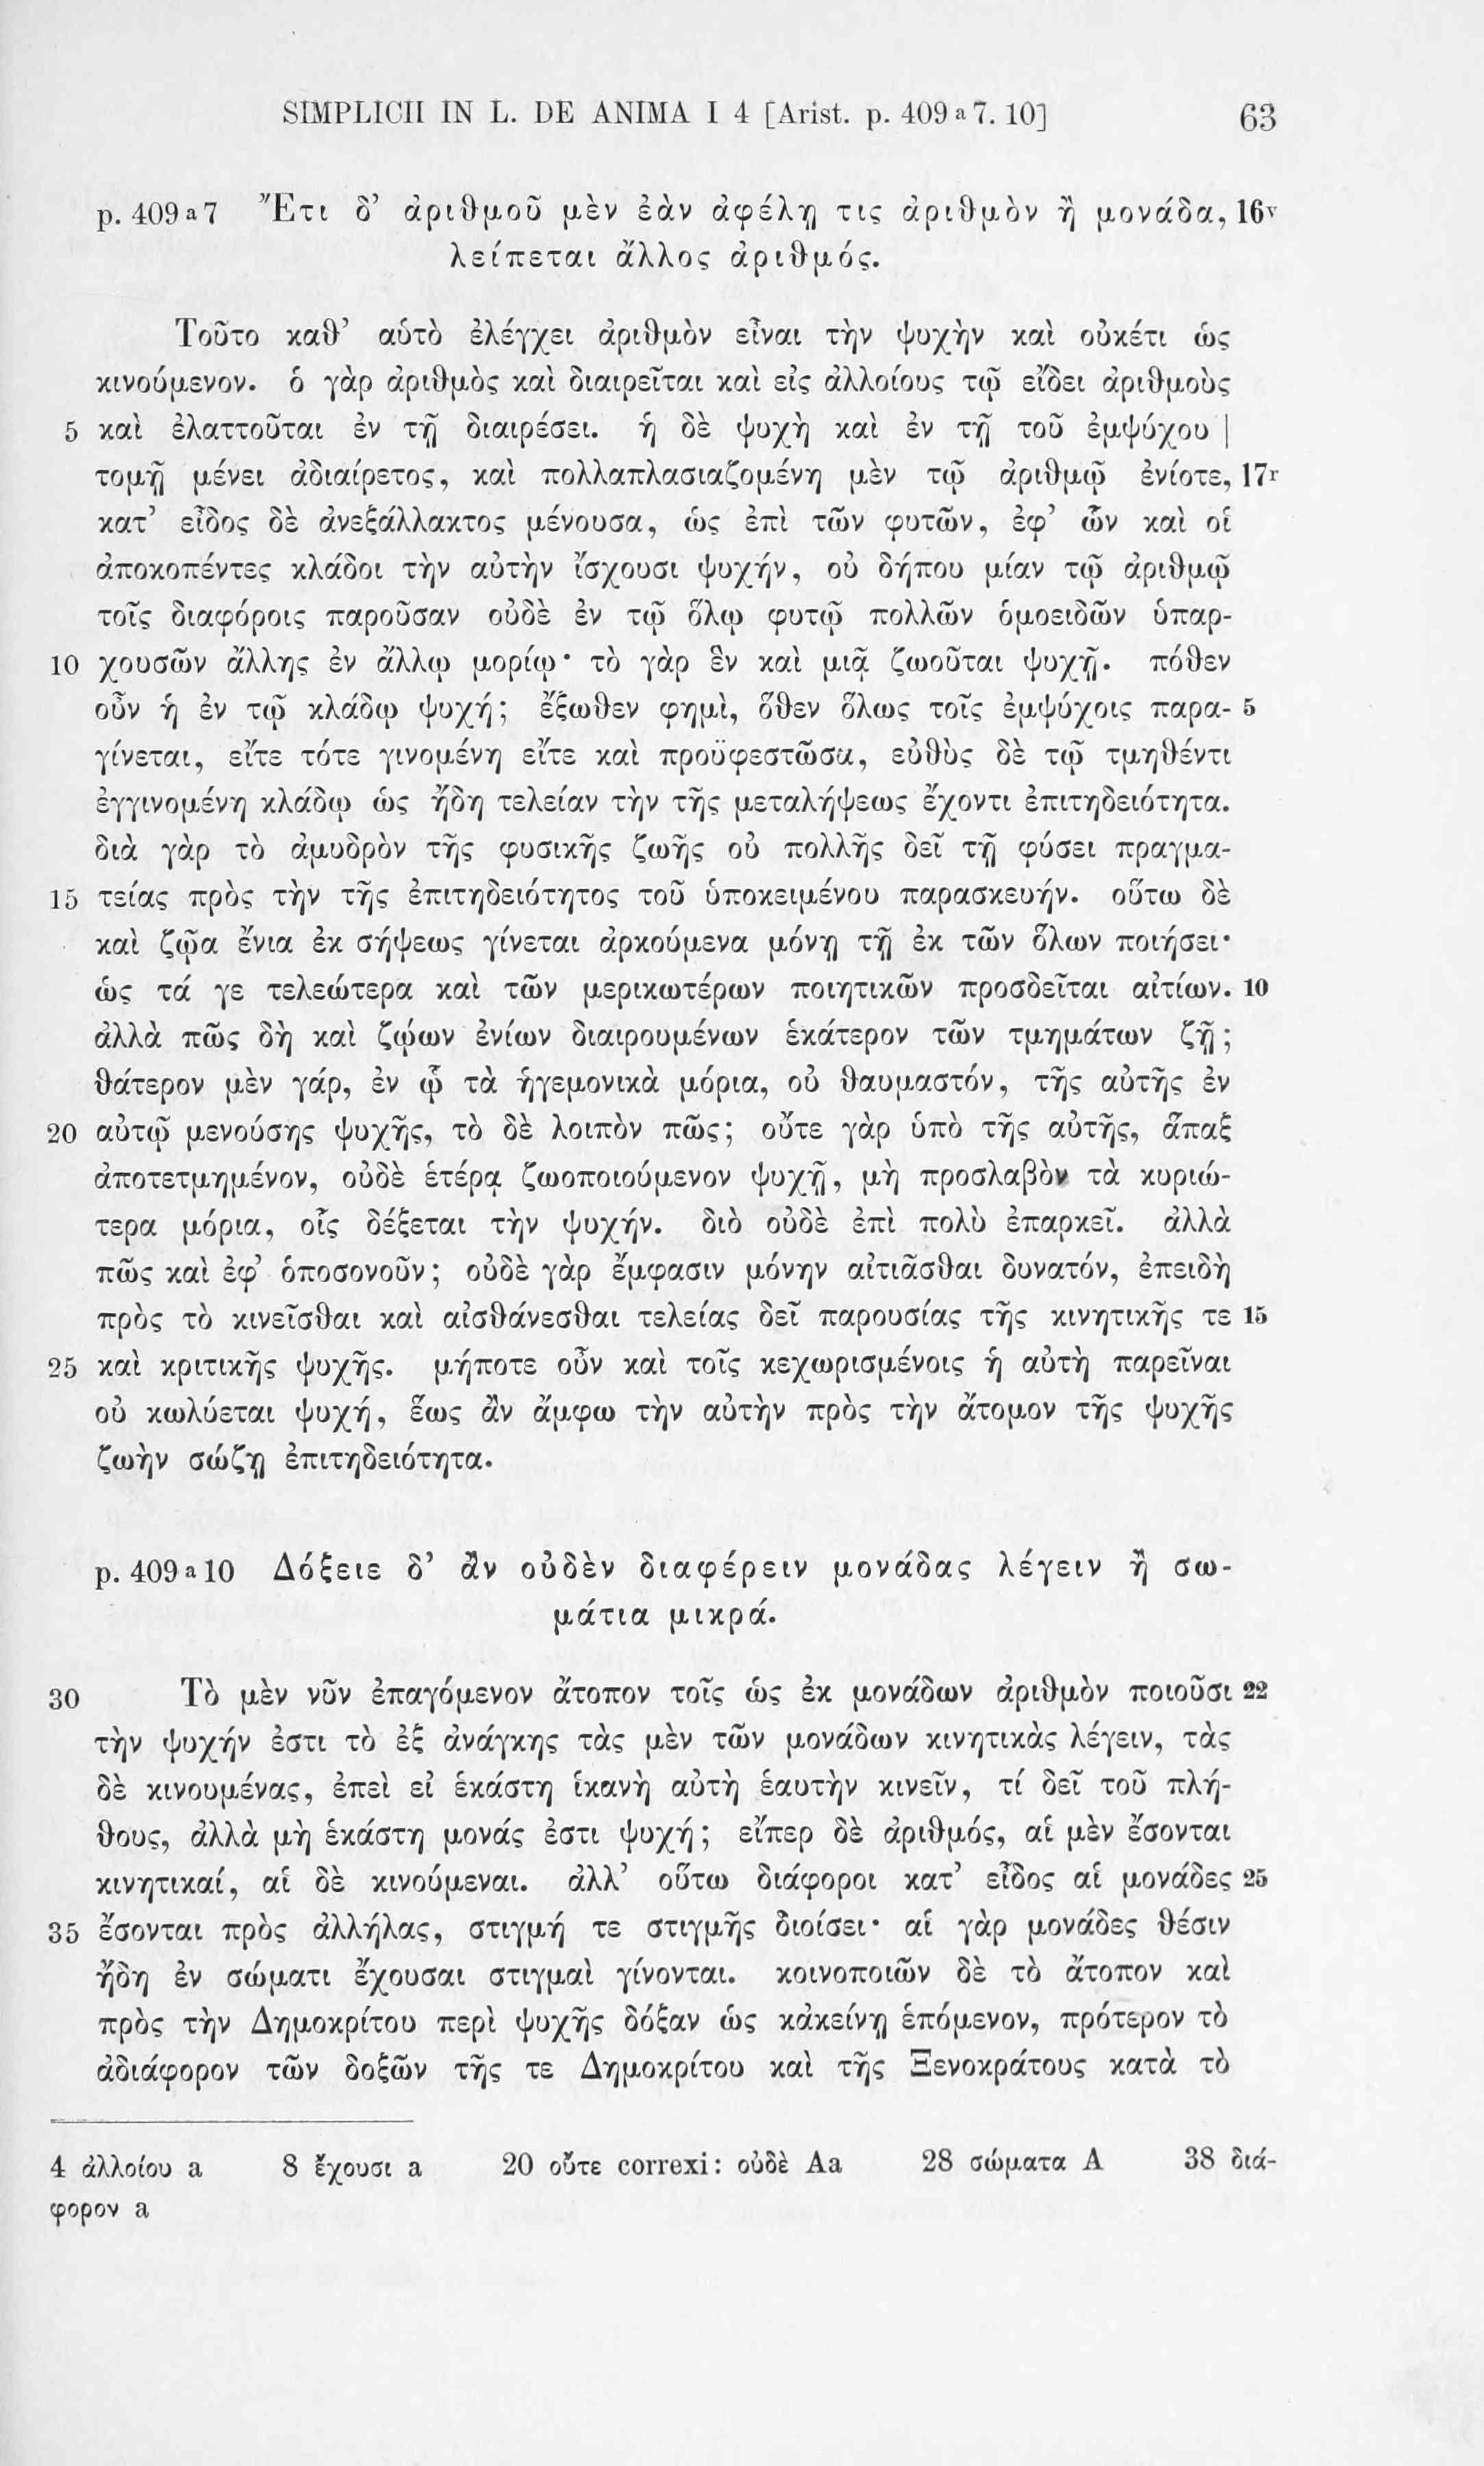 SIMPLICII IN L. DE ANIMA I 4 [Arist. p. 409 a 7. 10] 63
p. 409 a 7 Ἔτι δ’ ἀριθμοῦ μὲν ἐὰν ἀφέλῃ τις ἀριθμὸν ἢ μονάδα, 16v
λείπεται ἄλλος ἀριθμός.
Τοῦτο καθ’ αὑτὸ ἐλέγχει ἀριθμὸν εἶναι τὴν ψυχὴν καὶ οὐκέτι ὡς
κινούμενον. ὁ γὰρ ἀριθμὸς καὶ διαιρεῖται καὶ εἰς ἀλλοίους τῷ εἴδει ἀριθμοὺς
5 καὶ ἐλαττοῦται ἐν τῇ διαιρέσει. ἡ δὲ ψυχὴ καὶ ἐν τῇ τοῦ ἐμψύχου |
τομῇ μένει ἀδιαίρετος, καὶ πολλαπλασιαζομένη μὲν τῷ ἀριθμῷ ἐνίοτε, 17r
κατ’ εἶδος δὲ ἀνεξάλλακτος μένουσα, ὡς ἐπὶ τῶν φυτῶν, ἐφ’ ὧν καὶ οἱ
ἀποκοπέντες κλάδοι τὴν αὐτὴν ἴσχουσι ψυχήν, οὐ δήπου μίαν τῷ ἀριθμῷ
τοῖς διαφόροις παροῦσαν οὐδὲ ἐν τῷ ὅλῳ φυτῷ πολλῶν ὁμοειδῶν ὑπαρ-
10 χουσῶν ἄλλης ἐν ἄλλῳ μορίῳ· τὸ γὰρ ἓν καὶ μιᾷ ζωοῦται ψυχῇ. πόθεν
οὖν ἡ ἐν τῷ κλάδῳ ψυχή; ἔξωθεν φημὶ, ὅθεν ὅλως τοῖς ἐμψύχοις παρα- 5
γίνεται, εἴτε τότε γινομένη εἴτε καὶ προϋφεστῶσα, εὐθὺς δὲ τῷ τμηθέντι
ἐγγινομένη κλάδῳ ὡς ἤδη τελείαν τὴν τῆς μεταλήψεως ἔχοντι ἐπιτηδειότητα.
διὰ γὰρ τὸ ἀμυδρὸν τῆς φυσικῆς ζωῆς οὐ πολλῆς δεῖ τῇ φύσει πραγμα-
15 τείας πρὸς τὴν τῆς ἐπιτηδειότητος τοῦ ὑποκειμένου παρασκευήν. οὕτω δὲ
καὶ ζῷα ἔνια ἐκ σήψεως γίνεται ἀρκούμενα μόνῃ τῇ ἐκ τῶν ὅλων ποιήσει·
ὡς τά γε τελεώτερα καὶ τῶν μερικωτέρων ποιητικῶν προσδεῖται αἰτίων. 10
ἀλλὰ πῶς δὴ καὶ ζῴων ἐνίων διαιρουμένων ἑκάτερον τῶν τμημάτων ζῇ;
θάτερον μὲν γάρ, ἐν ᾧ τὰ ἡγεμονικὰ μόρια, οὐ θαυμαστόν, τῆς αὐτῆς ἐν
20 αὐτῷ μενούσης ψυχῆς, τὸ δὲ λοιπὸν πῶς; οὔτε γὰρ ὑπὸ τῆς αὐτῆς, ἅπαξ
ἀποτετμημένον, οὐδὲ ἑτέρᾳ ζωοποιούμενον ψυχῇ, μὴ προσλαβὸν τὰ κυριώ-
τερα μόρια, οἷς δέξεται τὴν ψυχήν. διὸ οὐδὲ ἐπὶ πολὺ ἐπαρκεῖ. ἀλλὰ
πῶς καὶ ἐφ’ ὁποσονοῦν; οὐδὲ γὰρ ἔμφασιν μόνην αἰτιᾶσθαι δυνατόν, ἐπειδὴ
πρὸς τὸ κινεῖσθαι καὶ αἰσθάνεσθαι τελείας δεῖ παρουσίας τῆς κινητικῆς τε 15
25 καὶ κριτικῆς ψυχῆς. μήποτε οὖν καὶ τοῖς κεχωρισμένοις ἡ αὐτὴ παρεῖναι
οὐ κωλύεται ψυχή, ἕως ἂν ἄμφω τὴν αὐτὴν πρὸς τὴν ἄτομον τῆς ψυχῆς
ζωὴν σώζῃ ἐπιτηδειότητα.
p. 409 a 10 Δόξειε δ’ ἂν οὐδὲν διαφέρειν μονάδας λέγειν ἢ σω-
μάτια μικρά.
30 Τὸ μὲν νῦν ἐπαγόμενον ἄτοπον τοῖς ὡς ἐκ μονάδων ἀριθμὸν ποιοῦσι 22
τὴν ψυχήν ἐστι τὸ ἐξ ἀνάγκης τὰς μὲν τῶν μονάδων κινητικὰς λέγειν, τὰς
δὲ κινουμένας, ἐπεὶ εἰ ἑκάστη ἱκανὴ αὐτὴ ἑαυτὴν κινεῖν, τί δεῖ τοῦ πλή-
θους, ἀλλὰ μὴ ἑκάστη μονάς ἐστι ψυχή; εἴπερ δὲ ἀριθμός, αἱ μὲν ἔσονται
κινητικαί, αἱ δὲ κινούμεναι. ἀλλ’ οὕτω διάφοροι κατ’ εἶδος αἱ μονάδες 25
35 ἔσονται πρὸς ἀλλήλας, στιγμή τε στιγμῆς διοίσει· αἱ γὰρ μονάδες θέσιν
ἤδη ἐν σώματι ἔχουσαι στιγμαὶ γίνονται. κοινοποιῶν δὲ τὸ ἄτοπον καὶ
πρὸς τὴν Δημοκρίτου περὶ ψυχῆς δόξαν ὡς κἀκείνῃ ἑπόμενον, πρότερον τὸ
ἀδιάφορον τῶν δοξῶν τῆς τε Δημοκρίτου καὶ τῆς Ξενοκράτους κατὰ τὸ
4 ἀλλοίου a 8 ἔχουσι a 20 οὔτε correxi: οὐδὲ Aa 28 σώματα A 38 διά-
φορον a